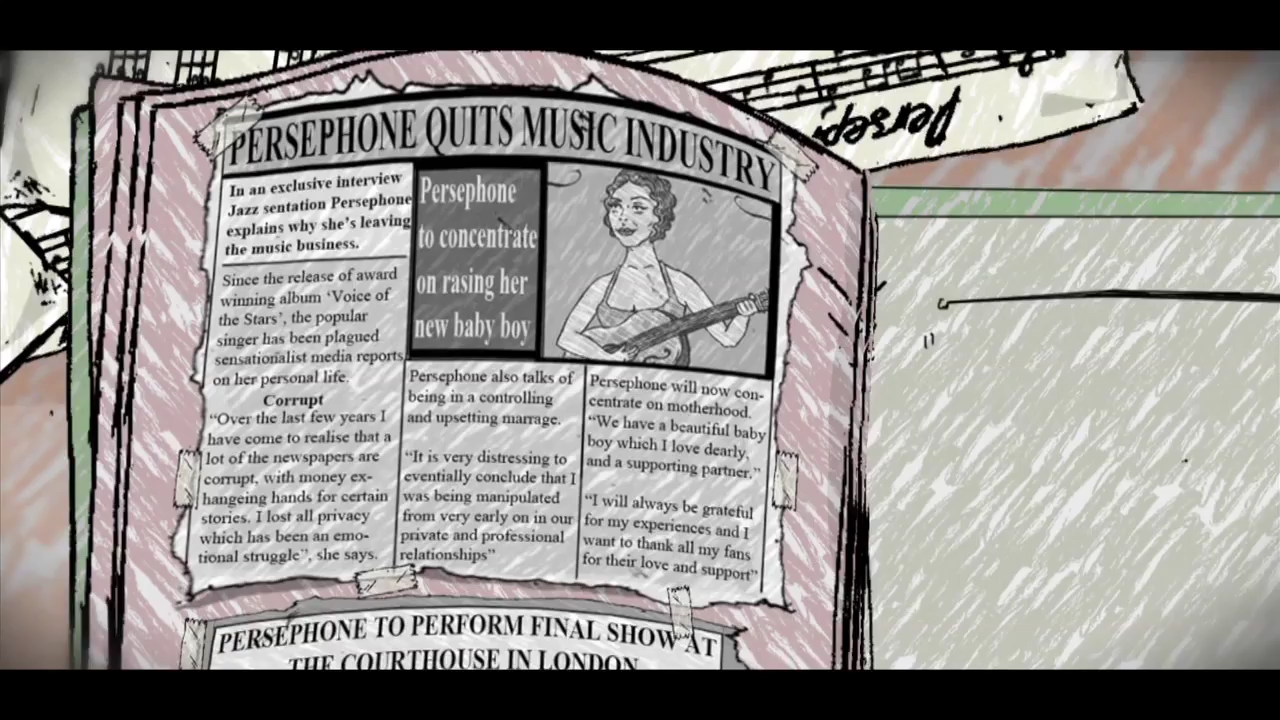 Persep
PERSEPHONE QUITS MUSIC INDUSTRY
In an exclusive interview
Jazz sentation Persephone
explains why she's leaving
the music business.
Since the release of award
winning album 'Voice of
the Stars', the popular
singer has been plagued
sensationalist media reports
on her personal life.
Corrupt
"Over the last few years I
have come to realise that a
lot of the newspapers are
corrupt, with money ex-
hangeing hands for certain
stories. I lost all privacy
which has been an emo-
tional struggle", she says.
Persephone
to concentrate
on rasing her
new baby boy
Persephone also talks of
being in a controlling
and upsetting marrage.
"It is very distressing to
eventially conclude that I
was being manipulated
from very early on in our
private and professional
relationships"
Persephone will now con-
centrate on motherhood.
"We have a beautiful baby
boy which I love dearly,
and a supporting partner."
"I will always be grateful
for my experiences and I
want to thank all my fans
for their love and support"
PERSEPHONE TO PERFORM FINAL SHOW AT
THE COURTHOUSE IN LONDON